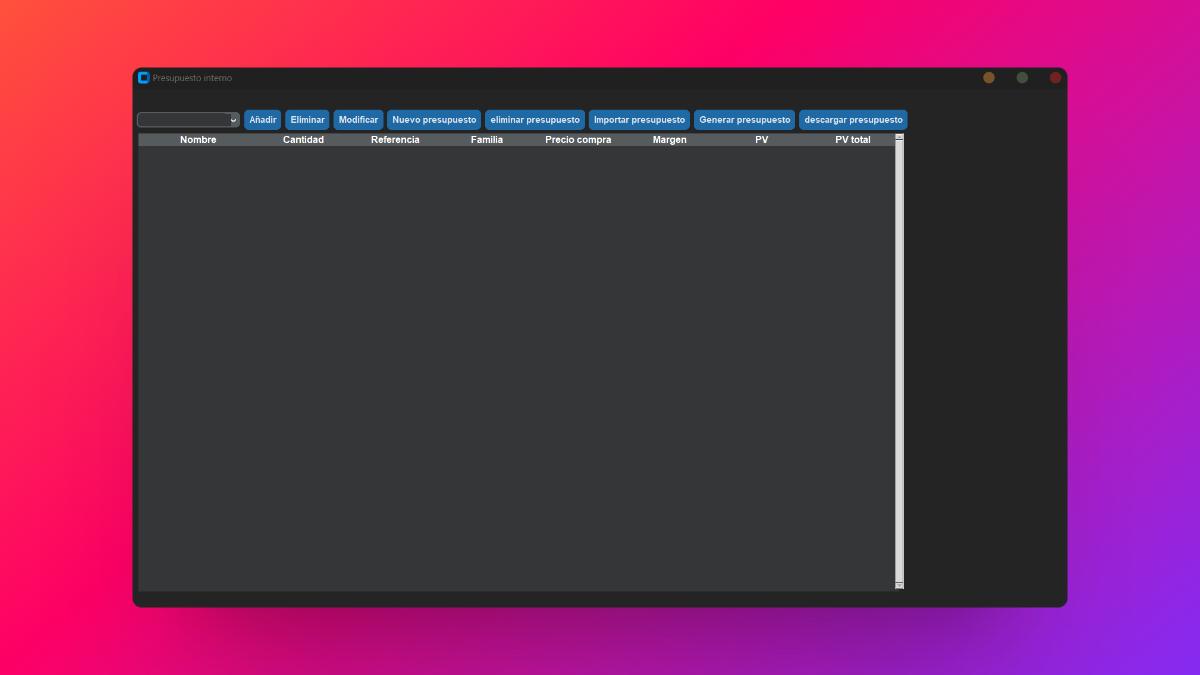 Presupuesto interno
Añadir Eliminar Modificar Nuevo presupuesto eliminar presupuesto Importar presupuesto Generar presupuesto descargar presupuesto
Nombre Cantidad Referencia Familia Precio compra Margen PV PV total